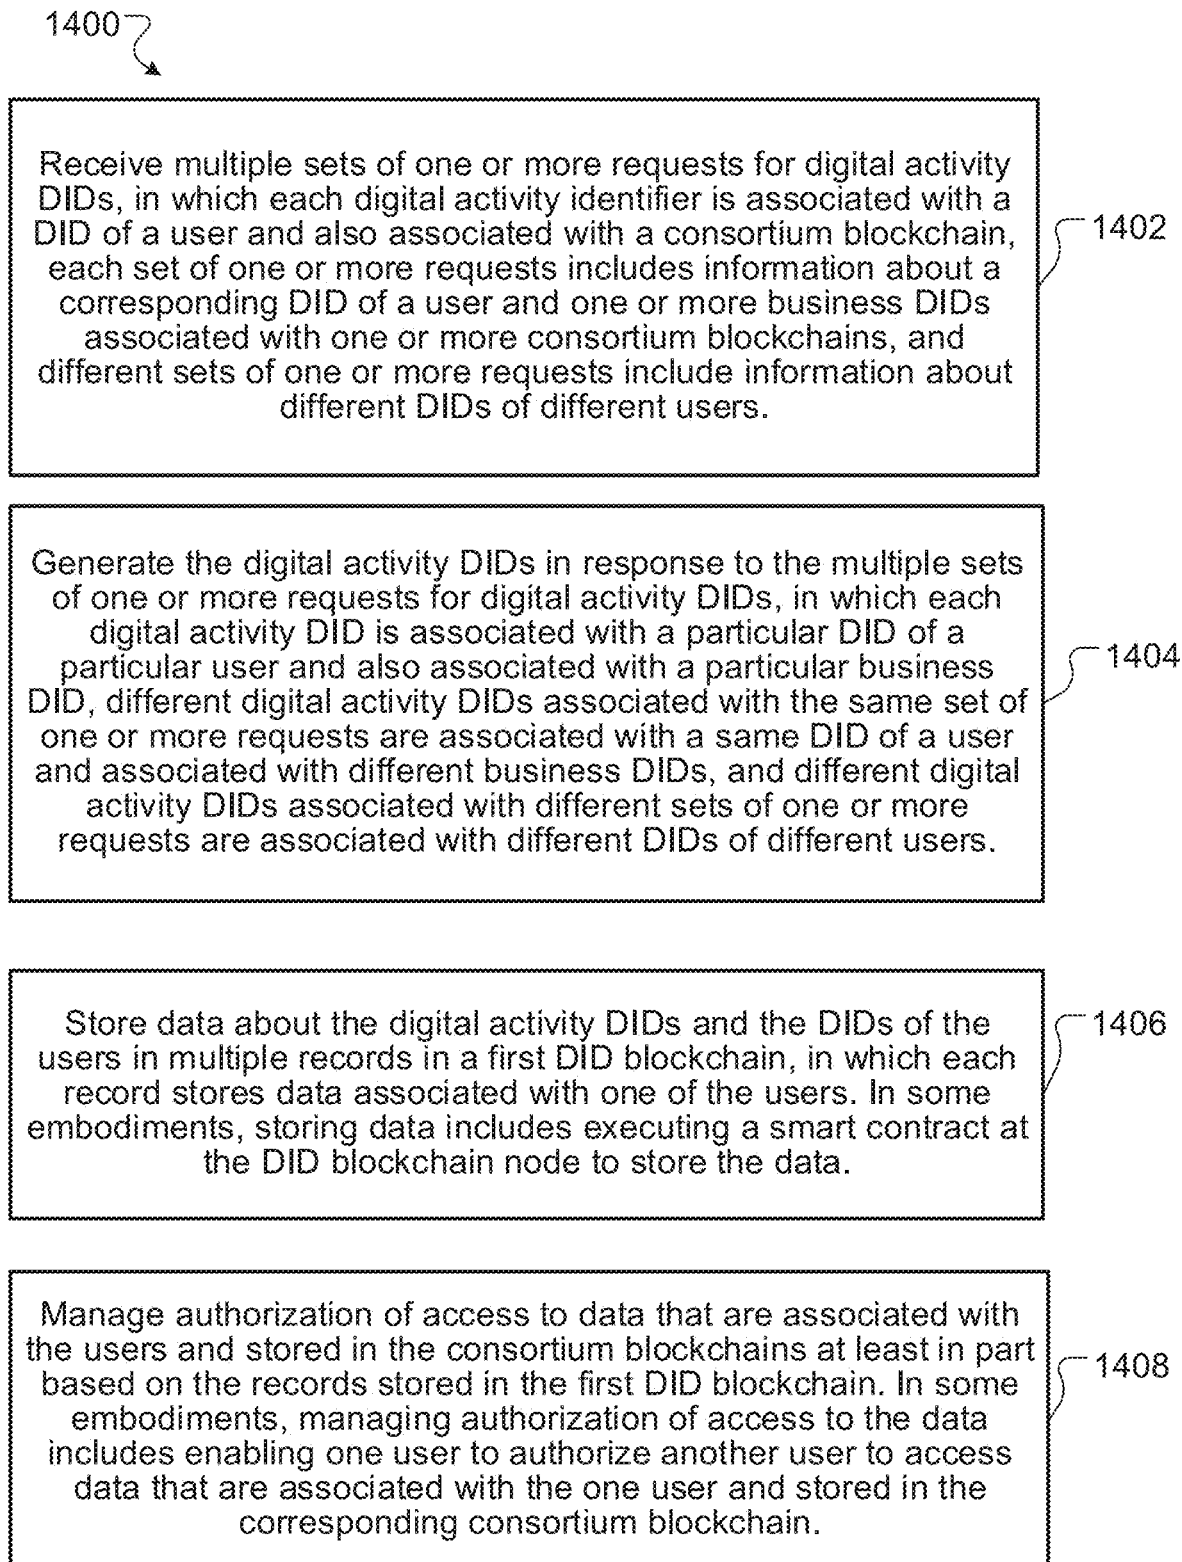 1400
Receive multiple sets of one or more requests for digital activity
DIDs, in which each digital activity identifier is associated with a
DID of a user and also associated with a consortium blockchain,
each set of one or more requests includes information about a
corresponding DID of a user and one or more business DIDs
associated with one or more consortium blockchains, and
different sets of one or more requests include information about
different DIDs of different users.
1402
Generate the digital activity DIDs in response to the multiple sets
of one or more requests for digital activity DIDs, in which each
digital activity DID is associated with a particular DID of a
particular user and also associated with a particular business
DID, different digital activity DIDs associated with the same set of
one or more requests are associated with a same DID of a user
and associated with different business DIDs, and different digital
activity DIDs associated with different sets of one or more
requests are associated with different DIDs of different users.
1404
Store data about the digital activity DIDs and the DIDs of the
users in multiple records in a first DID blockchain, in which each
record stores data associated with one of the users. In some
embodiments, storing data includes executing a smart contract at
the DID blockchain node to store the data.
1406
Manage authorization of access to data that are associated with
the users and stored in the consortium blockchains at least in part
based on the records stored in the first DID blockchain. In some
embodiments, managing authorization of access to the data
includes enabling one user to authorize another user to access
data that are associated with the one user and stored in the
corresponding consortium blockchain.
1408